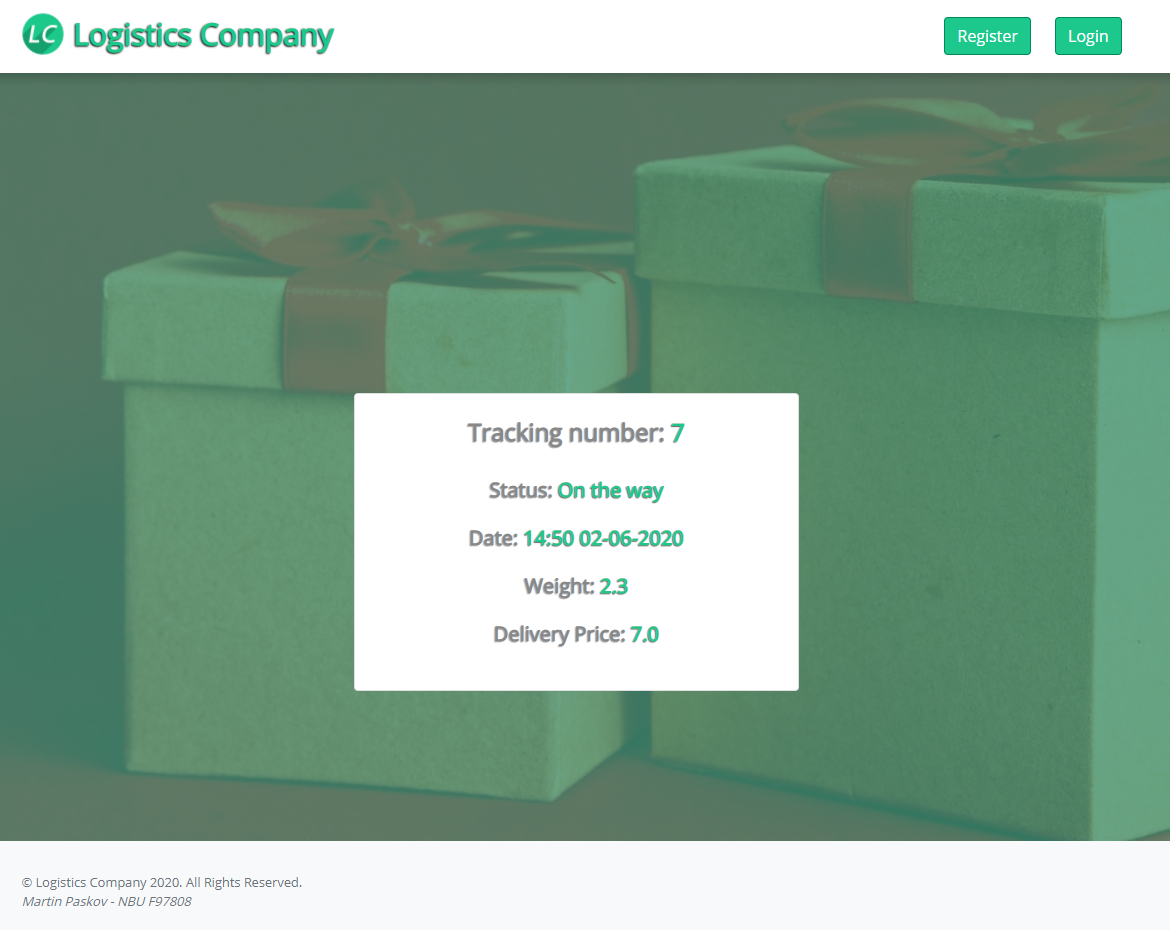 LC Logistics Company
Register
Login
Tracking number: 7
Status: On the way
Date: 14:50 02-06-2020
Weight: 2.3
Delivery Price: 7.0
© Logistics Company 2020. All Rights Reserved.
Martin Paskov - NBU F97808